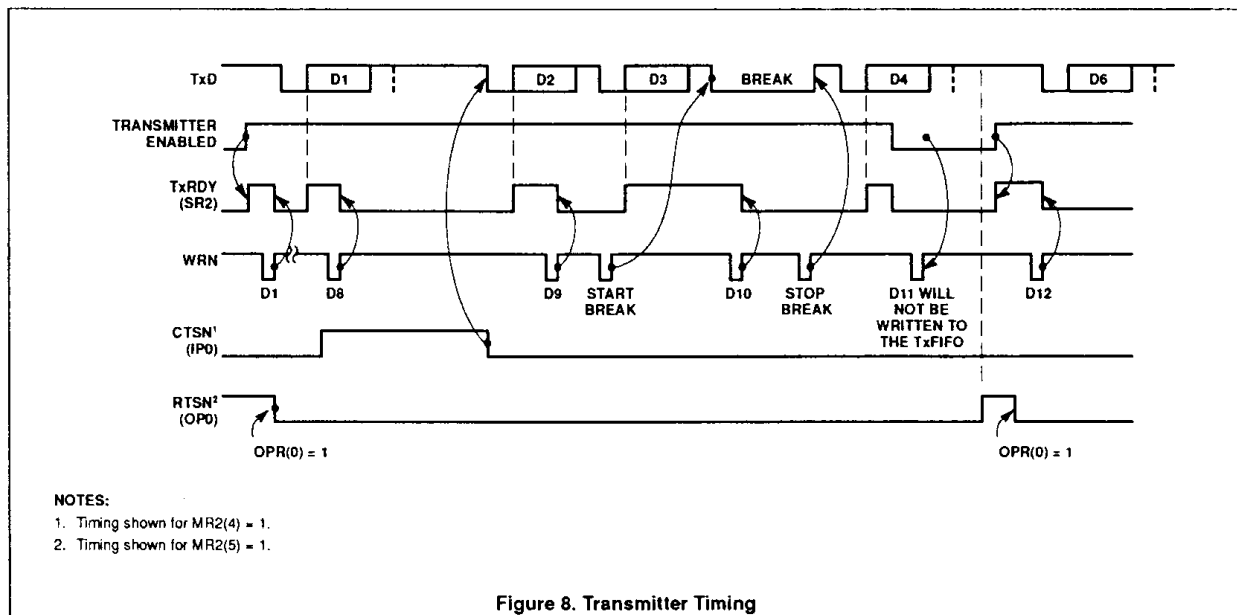 TxD
D1
D2
D3
BREAK
D4
D6
TRANSMITTER
ENABLED
TxRDY
(SR2)
WRN
D1
D8
D9
START
BREAK
D10
STOP
BREAK
D11 WILL
NOT BE
WRITTEN TO
THE TxFIFO
D12
CTSN¹
(IP0)
RTSN²
(OP0)
OPR(0) = 1
OPR(0) = 1
NOTES:
1. Timing shown for MR2(4) = 1.
2. Timing shown for MR2(5) = 1.
Figure 8. Transmitter Timing